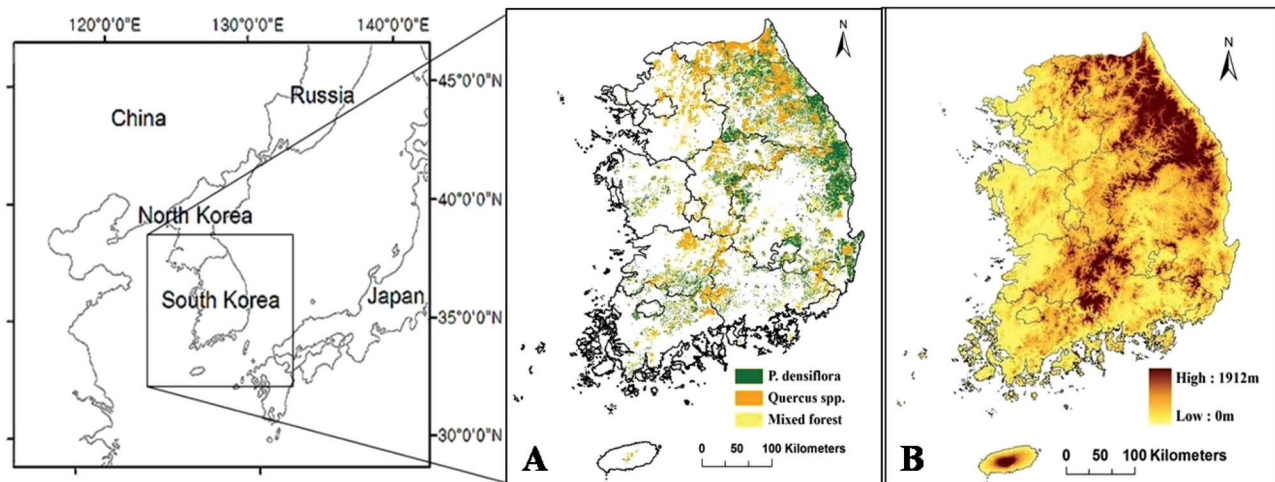 120°0'0"E 130°0'0"E 140°0'0"E
45°0'0"N
40°0'0"N
35°0'0"N
30°0'0"N
China
Russia
North Korea
South Korea
Japan
N
P. densiflora
Quercus spp.
Mixed forest
0 50 100 Kilometers
A
N
High : 1912m
Low : 0m
0 50 100 Kilometers
B